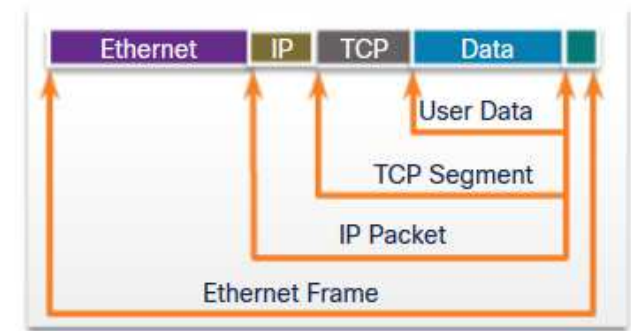 Ethernet IP TCP Data
User Data
TCP Segment
IP Packet
Ethernet Frame